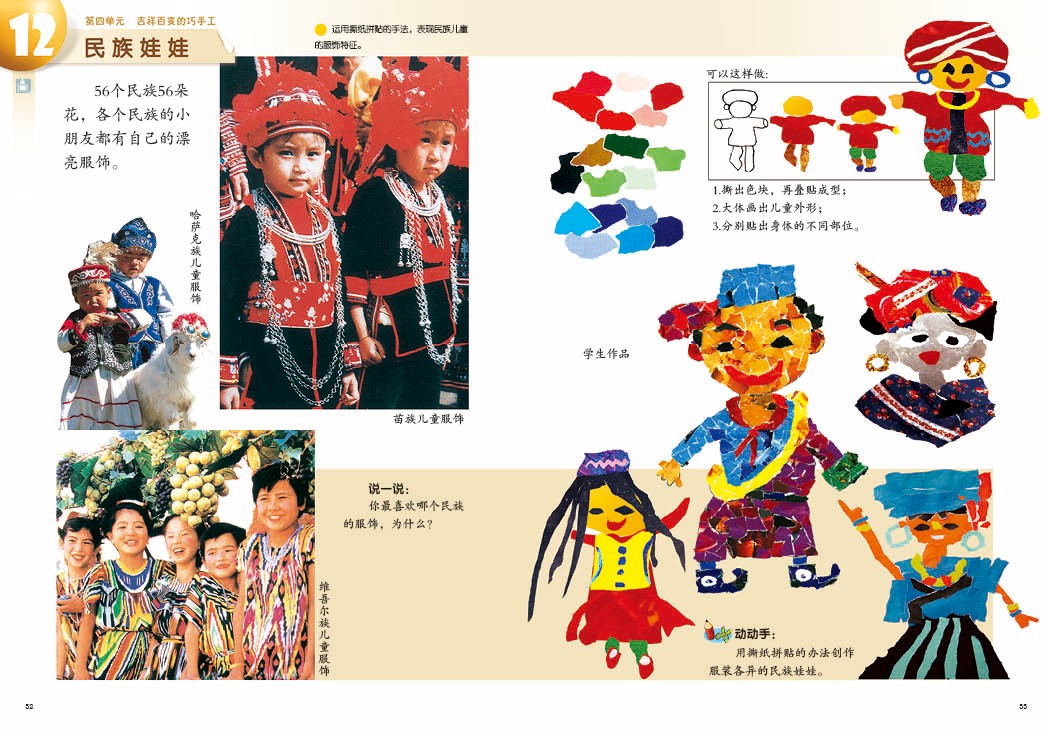 12
第四单元 吉祥百变的巧手工
民族娃娃
运用撕纸拼贴的手法，表现民族儿童
的服饰特征。
56个民族56朵
花，各个民族的小
朋友都有自己的漂
亮服饰。
哈萨克族儿童服饰
苗族儿童服饰
说一说：
你最喜欢哪个民族
的服饰，为什么？
维吾尔族儿童服饰
32
可以这样做：
1.撕出色块，再叠贴成型；
2.大体画出儿童外形；
3.分别贴出身体的不同部位。
学生作品
动动手：
用撕纸拼贴的办法创作
服装各异的民族娃娃。
33